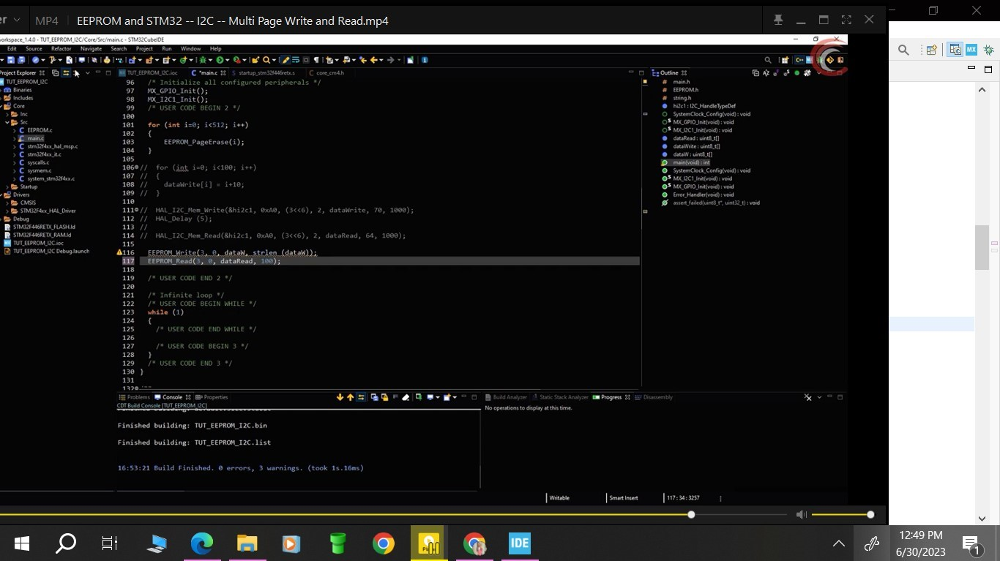 er MP4 EEPROM and STM32 -- I2C -- Multi Page Write and Read.mp4
orkspace_1.4.0 - TUT_EEPROM_I2C/Core/Src/main.c - STM32CubeIDE
Edit Source Refactor Navigate Search Project Run Window Help
Project Explorer
TUT_EEPROM_I2C
Binaries
Includes
Core
Inc
Src
EEPROM.c
main.c
stm32f4xx_hal_msp.c
stm32f4xx_it.c
syscalls.c
sysmem.c
system_stm32f4xx.c
Startup
Drivers
CMSIS
STM32F4xx_HAL_Driver
Debug
STM32F446RETX_FLASH.ld
STM32F446RETX_RAM.ld
TUT_EEPROM_I2C.ioc
TUT_EEPROM_I2C Debug.launch
TUT_EEPROM_I2C.ioc *main.c startup_stm32f446retx.s core_cm4.h
96 /* Initialize all configured peripherals */
97 MX_GPIO_Init();
98 MX_I2C1_Init();
99 /* USER CODE BEGIN 2 */
100
101 for (int i=0; i<512; i++)
102 {
103 EEPROM_PageErase(i);
104 }
105
106 // for (int i=0; i<100; i++)
107 // {
108 // dataWrite[i] = i+10;
109 // }
110
111 // HAL_I2C_Mem_Write(&hi2c1, 0xA0, (3<<6), 2, dataWrite, 70, 1000);
112 // HAL_Delay (5);
113 //
114 // HAL_I2C_Mem_Read(&hi2c1, 0xA0, (3<<6), 2, dataRead, 64, 1000);
115
116 EEPROM_Write(3, 0, dataW, strlen (dataW));
117 EEPROM_Read(3, 0, dataRead, 100);
118
119 /* USER CODE END 2 */
120
121 /* Infinite loop */
122 /* USER CODE BEGIN WHILE */
123 while (1)
124 {
125 /* USER CODE END WHILE */
126
127 /* USER CODE BEGIN 3 */
128 }
129 /* USER CODE END 3 */
130 }
131
132
Outline
main.h
EEPROM.h
string.h
hi2c1 : I2C_HandleTypeDef
SystemClock_Config(void) : void
MX_GPIO_Init(void) : void
MX_I2C1_Init(void) : void
dataRead : uint8_t[]
dataWrite : uint8_t[]
dataW : uint8_t[]
main(void) : int
SystemClock_Config(void) : void
MX_I2C1_Init(void) : void
MX_GPIO_Init(void) : void
Error_Handler(void) : void
assert_failed(uint8_t*, uint32_t) : void
Problems Console Properties
CDT Build Console [TUT_EEPROM_I2C]
Finished building: TUT_EEPROM_I2C.bin
Finished building: TUT_EEPROM_I2C.list
16:53:21 Build Finished. 0 errors, 3 warnings. (took 1s.16ms)
Build Analyzer Static Stack Analyzer Progress Disassembly
No operations to display at this time.
Writable Smart Insert 117 : 34 : 3257
MX
IDE
12:49 PM
6/30/2023
1